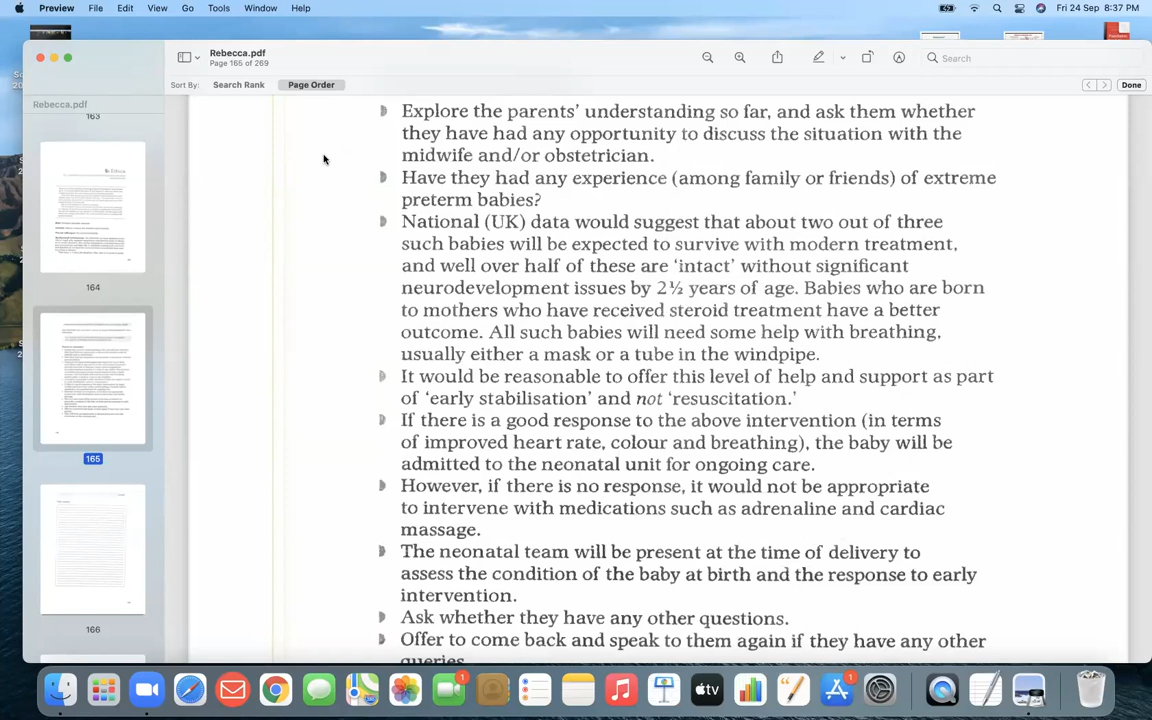 Preview File Edit View Go Tools Window Help
Fri 24 Sep 8:37 PM
Rebecca.pdf
Page 165 of 269
Search
Sort By: Search Rank Page Order
Done
Rebecca.pdf
163
164
165
166
Explore the parents' understanding so far, and ask them whether
they have had any opportunity to discuss the situation with the
midwife and/or obstetrician.
Have they had any experience (among family or friends) of extreme
preterm babies?
National (UK) data would suggest that about two out of three
such babies will be expected to survive with modern treatment,
and well over half of these are 'intact' without significant
neurodevelopment issues by 2½ years of age. Babies who are born
to mothers who have received steroid treatment have a better
outcome. All such babies will need some help with breathing,
usually either a mask or a tube in the windpipe.
It would be reasonable to offer this level of help and support as part
of 'early stabilisation' and not 'resuscitation.'
If there is a good response to the above intervention (in terms
of improved heart rate, colour and breathing), the baby will be
admitted to the neonatal unit for ongoing care.
However, if there is no response, it would not be appropriate
to intervene with medications such as adrenaline and cardiac
massage.
The neonatal team will be present at the time of delivery to
assess the condition of the baby at birth and the response to early
intervention.
Ask whether they have any other questions.
Offer to come back and speak to them again if they have any other
queries.
1
tv
1